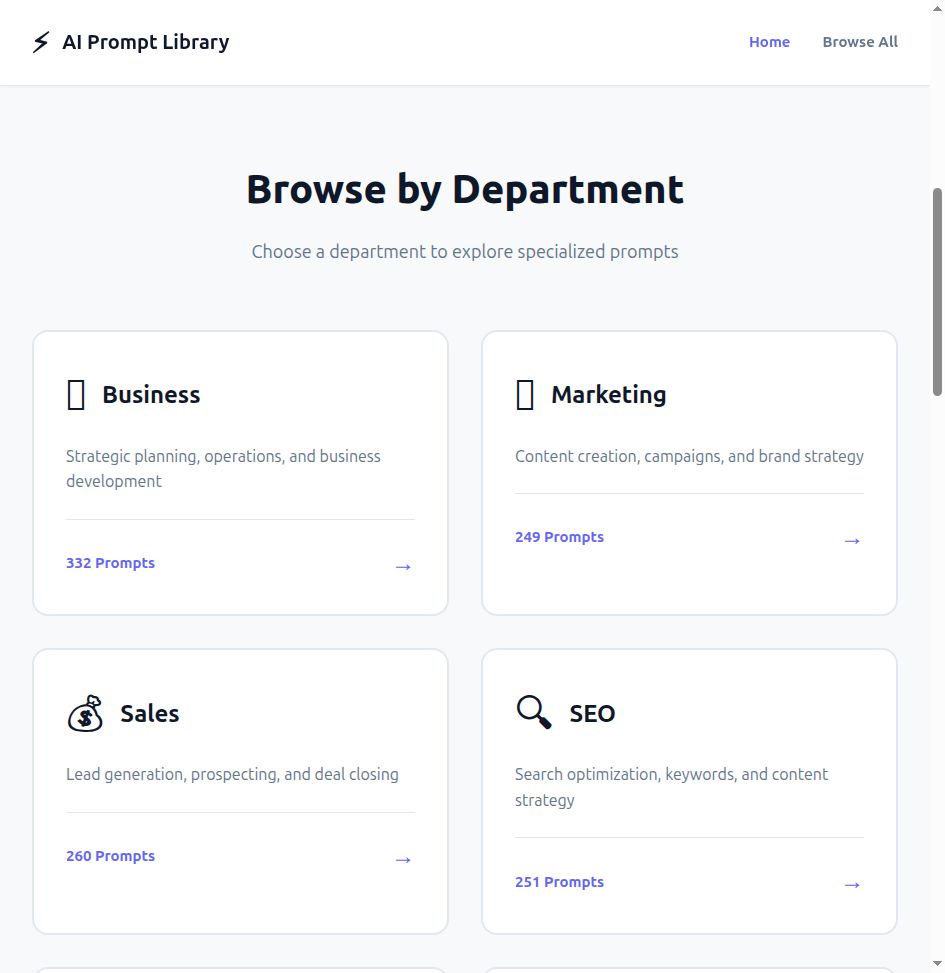 ⚡ AI Prompt Library
Home
Browse All
Browse by Department
Choose a department to explore specialized prompts
Business
Strategic planning, operations, and business
development
332 Prompts →
Marketing
Content creation, campaigns, and brand strategy
249 Prompts →
💰 Sales
Lead generation, prospecting, and deal closing
260 Prompts →
🔍 SEO
Search optimization, keywords, and content
strategy
251 Prompts →